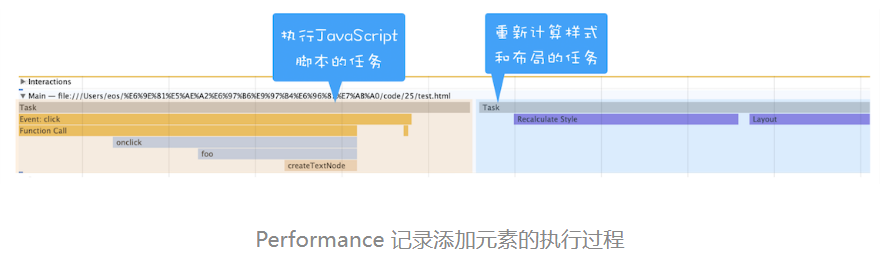 执行JavaScript
脚本的任务
重新计算样式
和布局的任务
Interactions
Main — file:///Users/eos/%E6%9E%81%E5%AE%A2%E6%97%B6%E9%97%B4%E6%96%87%E7%AB%A0/code/25/test.html
Task
Task
Event: click
Recalculate Style
Layout
Function Call
onclick
foo
createTextNode
Performance 记录添加元素的执行过程